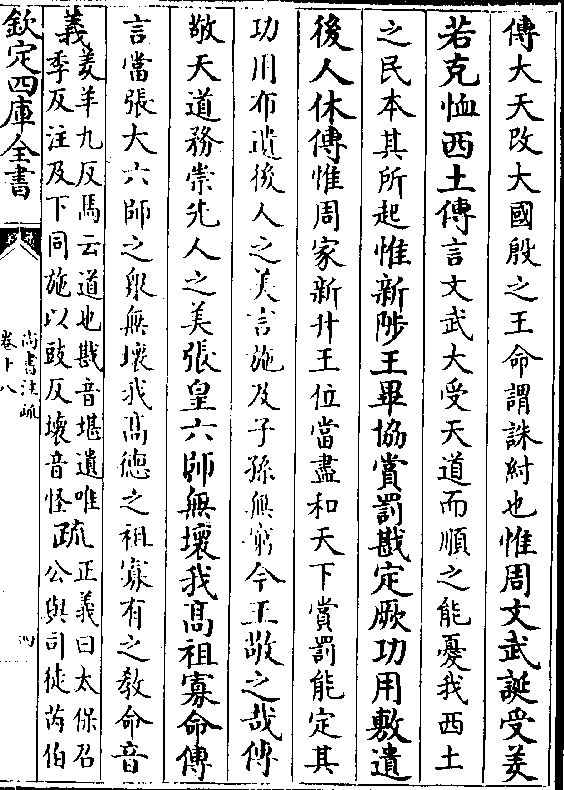 傳大天改大國殷之王命謂誅紂也惟周文武誕受羑
若克恤西土傳言文武大受天道而順之能憂我西土
之民本其所起惟新陟王畢協賞罰戡定厥功用敷遺
後人休傳惟周家新升王位當盡和天下賞罰能定其
功用布遺後人之美言施及子孫無窮今王敬之哉傳
敬天道務崇先人之美張皇六師無壞我髙祖寡命傳
言當張大六師之衆無壞我髙德之祖寡有之教命音
義羑羊九反馬云道也戡音堪遺唯
季反注及下同施以豉反壞音怪疏正義曰太保召
公與司徒芮伯
欽定四庫全書
尚書注疏
卷十八
四